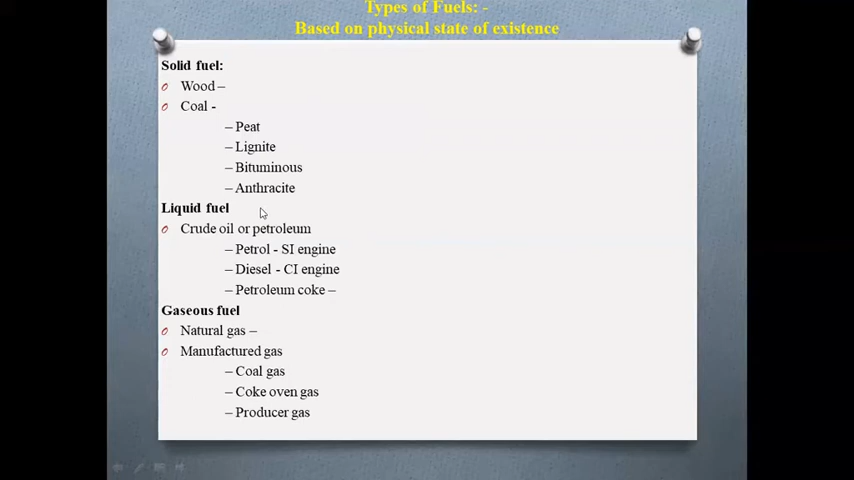 Types of Fuels: -
Based on physical state of existence
Solid fuel:
Wood –
Coal -
– Peat
– Lignite
– Bituminous
– Anthracite
Liquid fuel
Crude oil or petroleum
– Petrol - SI engine
– Diesel - CI engine
– Petroleum coke –
Gaseous fuel
Natural gas –
Manufactured gas
– Coal gas
– Coke oven gas
– Producer gas